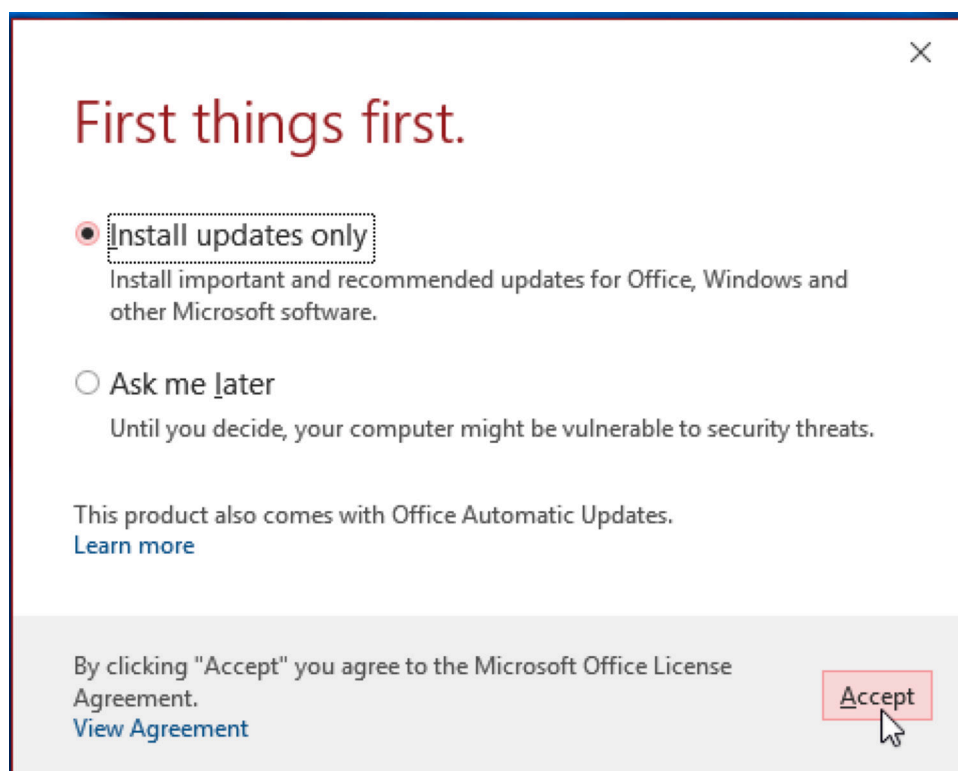 First things first.
Install updates only
Install important and recommended updates for Office, Windows and
other Microsoft software.
Ask me later
Until you decide, your computer might be vulnerable to security threats.
This product also comes with Office Automatic Updates.
Learn more
By clicking "Accept" you agree to the Microsoft Office License
Agreement.
View Agreement
Accept